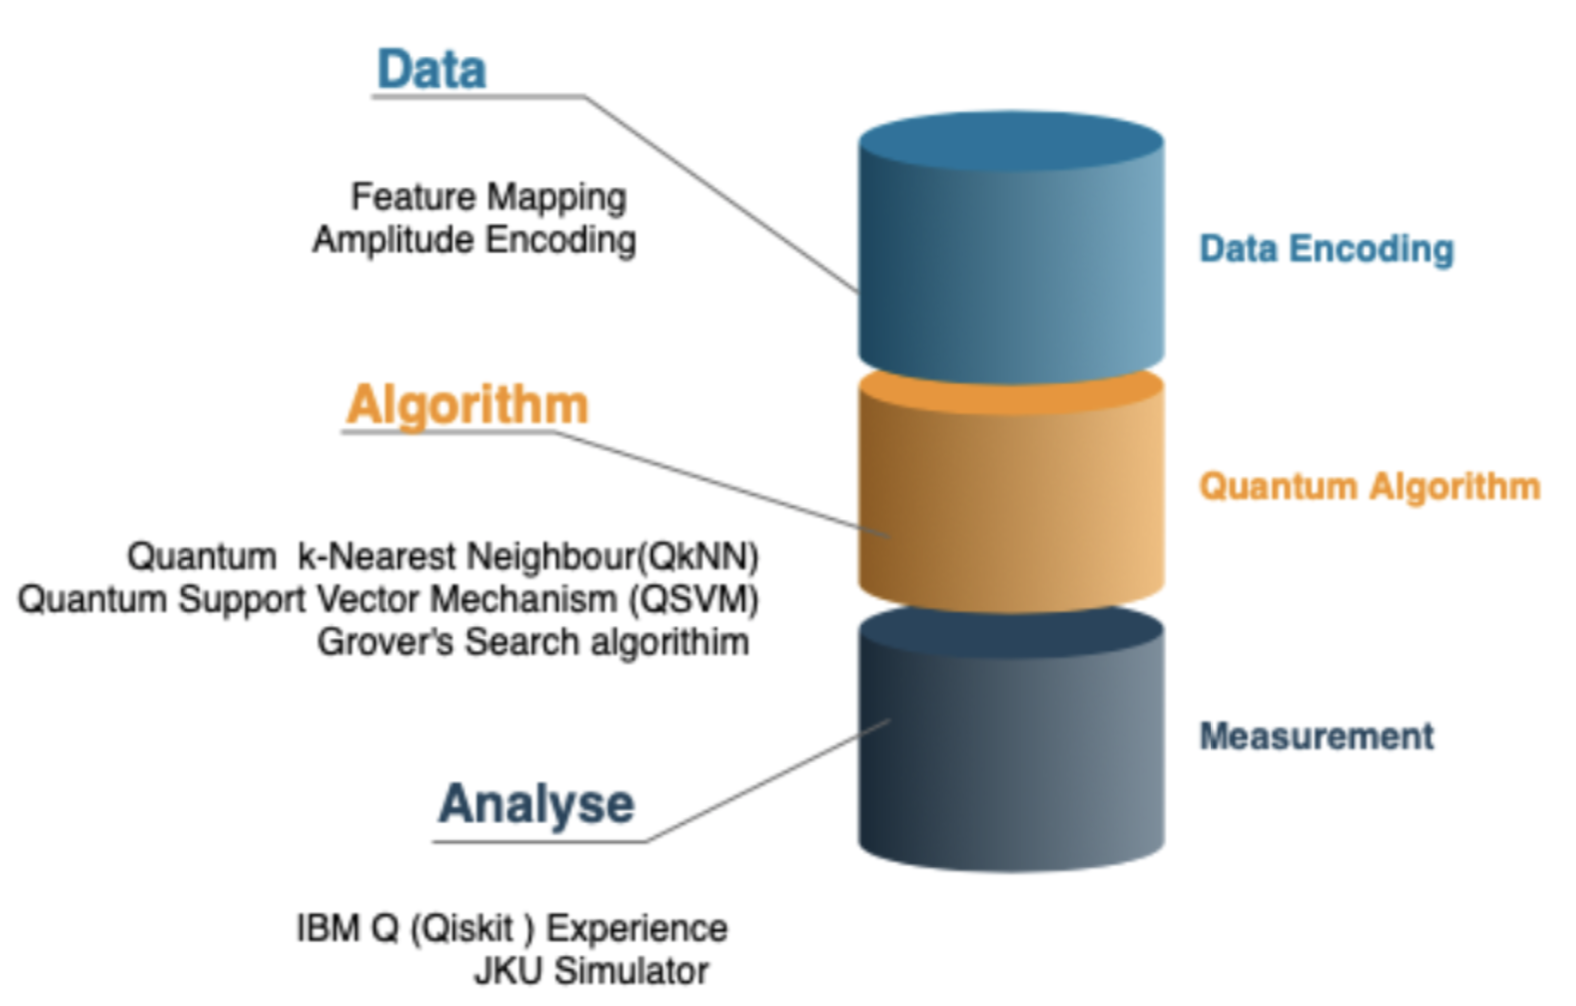 Data
Feature Mapping
Amplitude Encoding
Data Encoding
Algorithm
Quantum Algorithm
Quantum k-Nearest Neighbour(QkNN)
Quantum Support Vector Mechanism (QSVM)
Grover's Search algorithim
Measurement
Analyse
IBM Q (Qiskit ) Experience
JKU Simulator